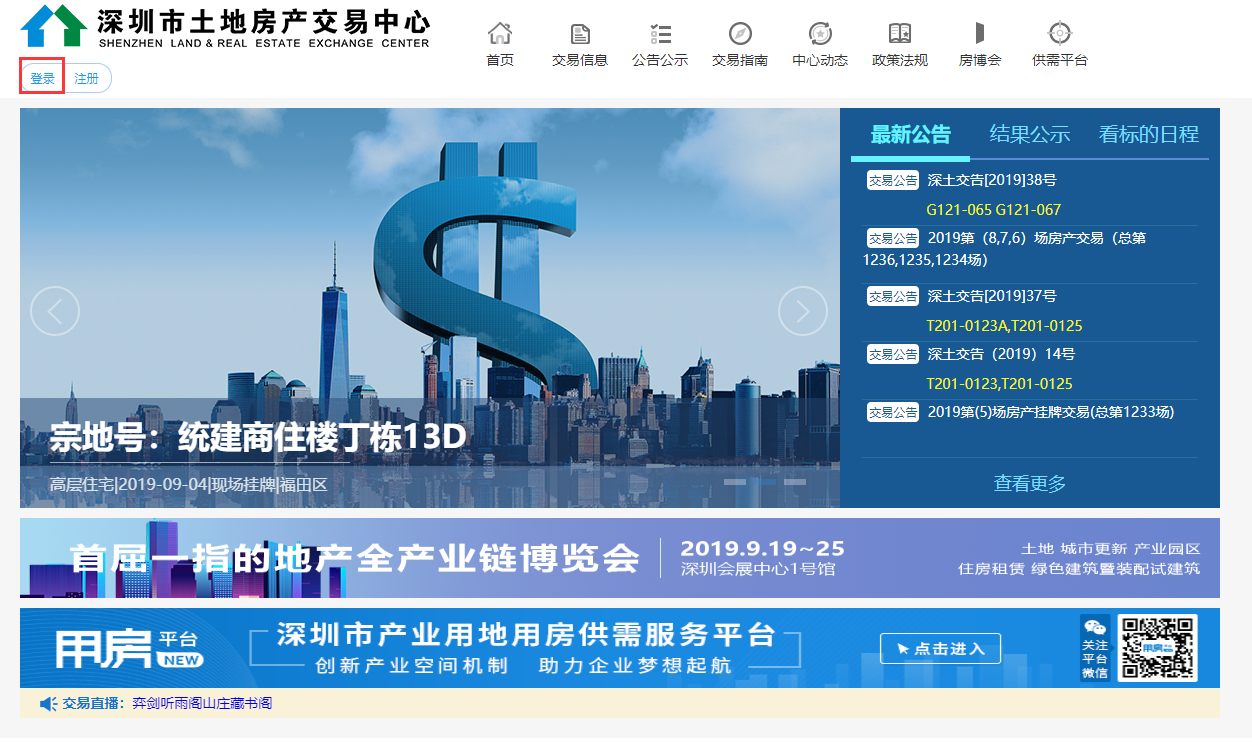 深圳市土地房产交易中心
SHENZHEN LAND & REAL ESTATE EXCHANGE CENTER
首页 交易信息 公告公示 交易指南 中心动态 政策法规 房博会 供需平台
登录 注册
最新公告 结果公示 看标的日程
交易公告 深土交告[2019]38号
G121-065 G121-067
交易公告 2019第（8,7,6）场房产交易（总第
1236,1235,1234场）
交易公告 深土交告[2019]37号
T201-0123A,T201-0125
交易公告 深土交告（2019）14号
T201-0123,T201-0125
交易公告 2019第(5)场房产挂牌交易(总第1233场)
查看更多
宗地号：统建商住楼丁栋13D
高层住宅|2019-09-04|现场挂牌|福田区
首屈一指的地产全产业链博览会
2019.9.19~25
深圳会展中心1号馆
土地 城市更新 产业园区
住房租赁 绿色建筑暨装配试建筑
用房 平台
NEW
深圳市产业用地用房供需服务平台
创新产业空间机制 助力企业梦想起航
点击进入
关注
平台
微信
用房
交易直播：弈剑听雨阁山庄藏书阁